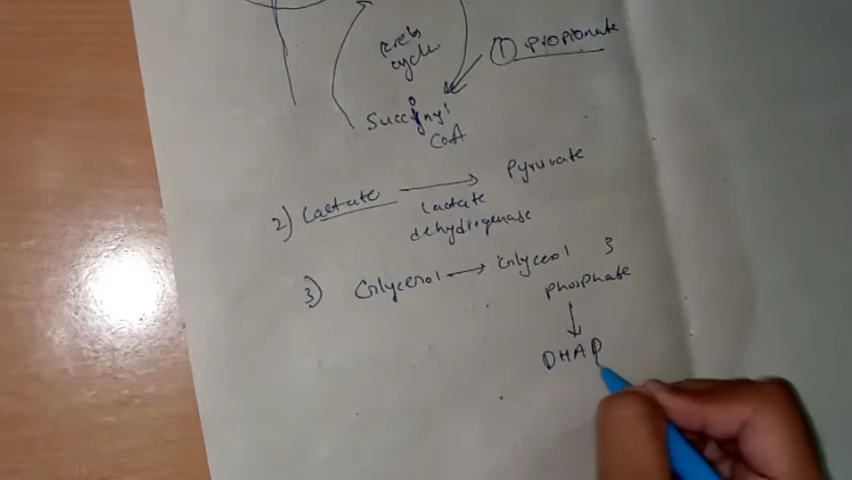 Krebs
cycle
① Propionate
Succinyl
CoA
2) Lactate → Pyruvate
Lactate
dehydrogenase
3) Glycerol → Glycerol 3
phosphate
↓
DHAP